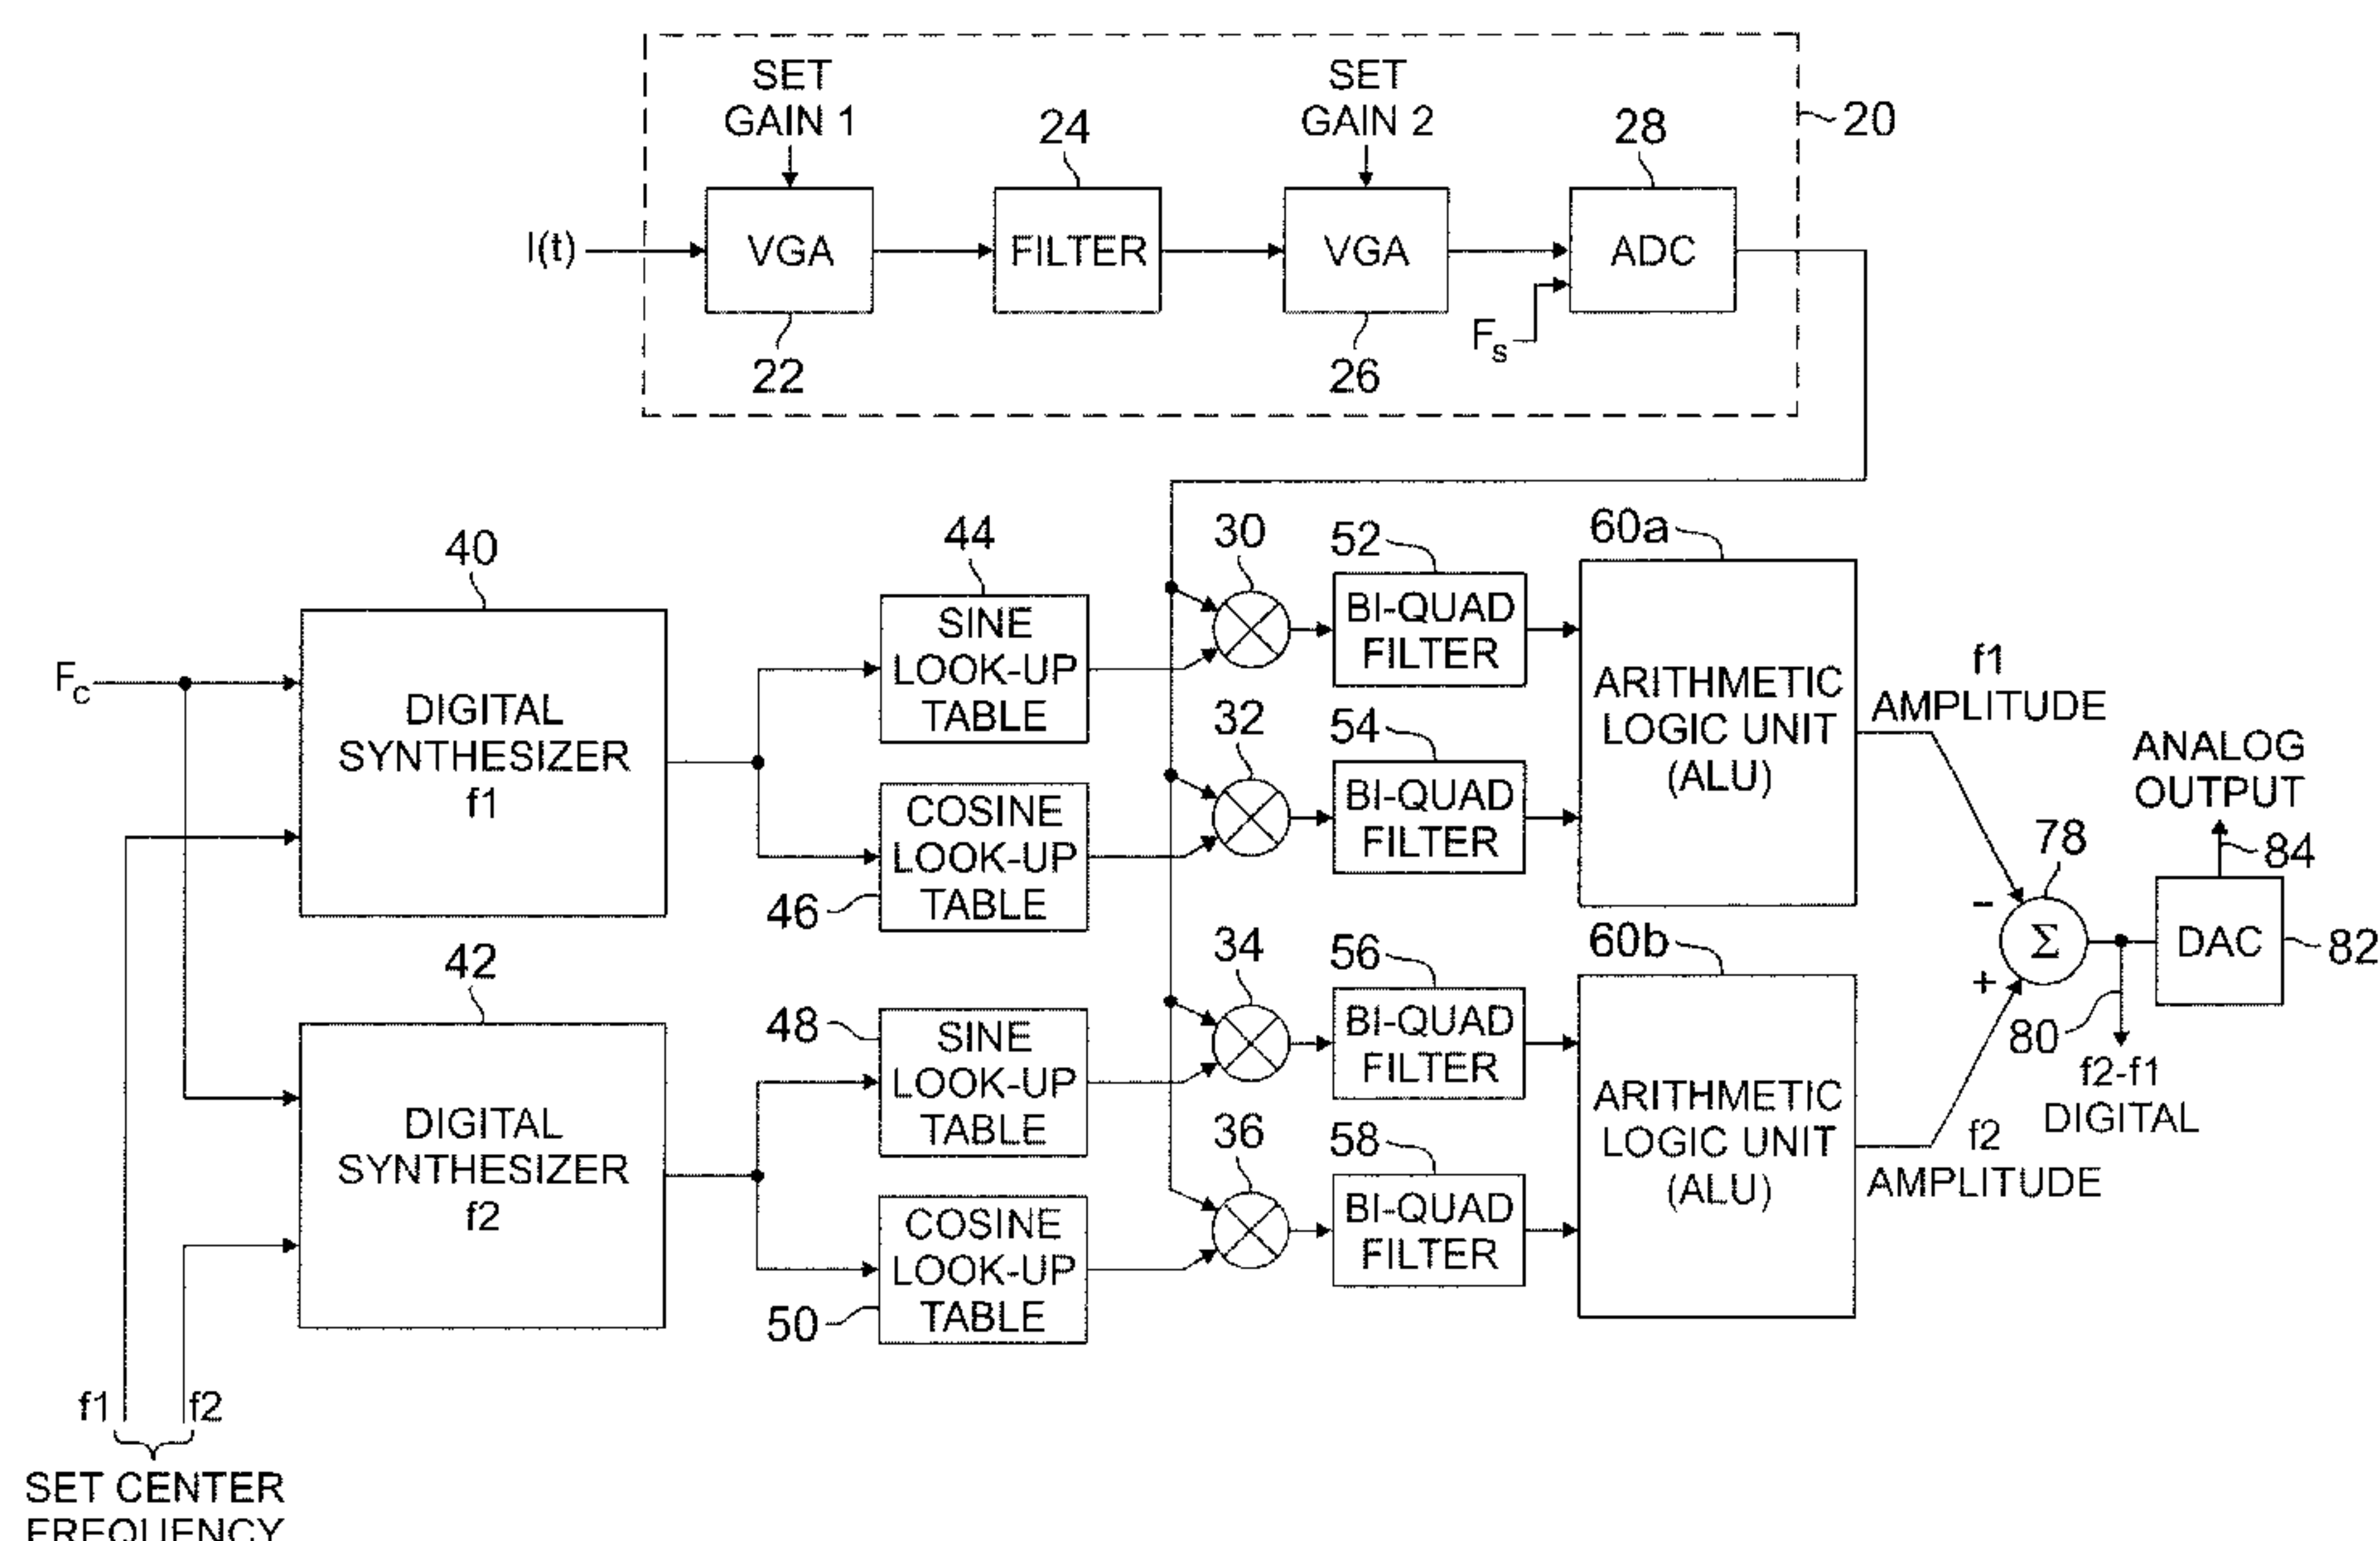 SET
GAIN 1
SET
GAIN 2
24
28
20
I(t)
VGA
FILTER
VGA
ADC
Fs
22
26
40
44
30
52
60a
Fc
DIGITAL
SYNTHESIZER
f1
SINE
LOOK-UP
TABLE
BI-QUAD
FILTER
ARITHMETIC
LOGIC UNIT
(ALU)
f1
AMPLITUDE
32
54
COSINE
LOOK-UP
TABLE
46
BI-QUAD
FILTER
ANALOG
OUTPUT
84
78
-
Σ
+
DAC
82
80
f2-f1
DIGITAL
42
48
34
56
60b
DIGITAL
SYNTHESIZER
f2
SINE
LOOK-UP
TABLE
BI-QUAD
FILTER
ARITHMETIC
LOGIC UNIT
(ALU)
f2
AMPLITUDE
36
58
COSINE
LOOK-UP
TABLE
50
BI-QUAD
FILTER
f1
f2
SET CENTER
FREQUENCY